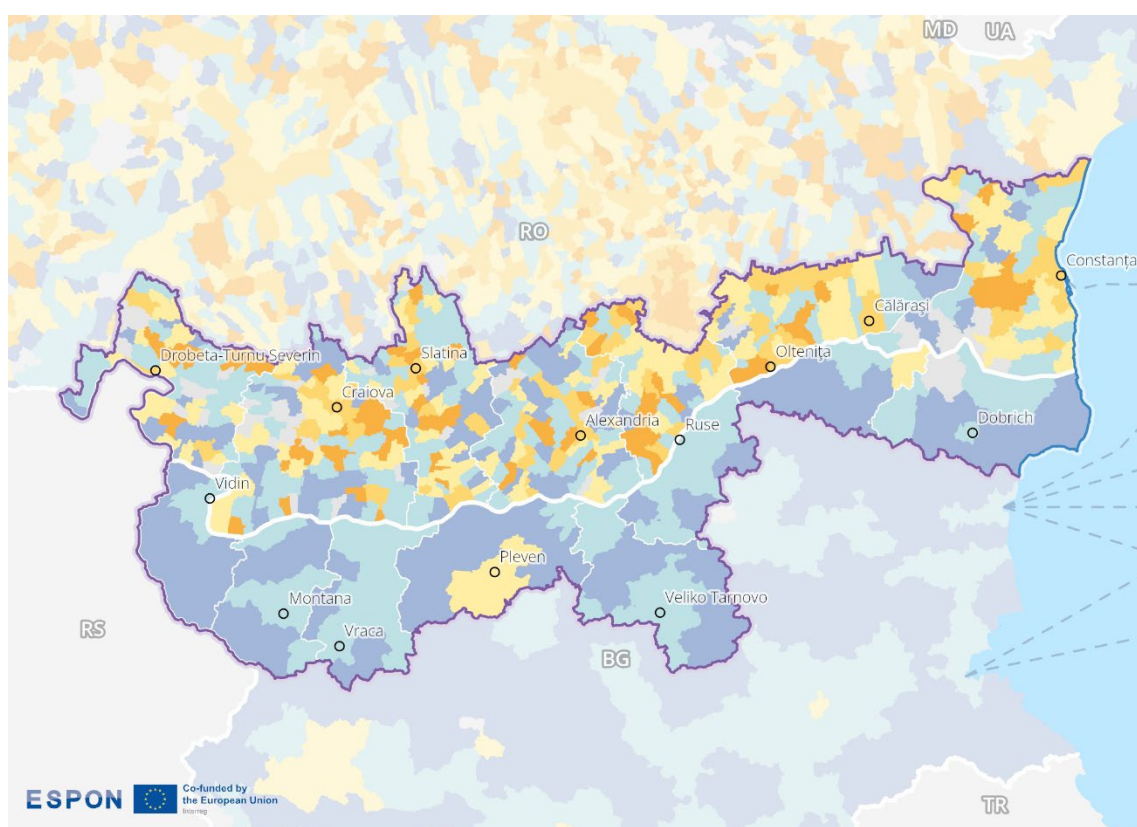 MD
UA
RO
Constanța
Călărași
Drobeta-Turnu Severin
Slatina
Oltenița
Craiova
Alexandria
Ruse
Dobrich
Vidin
Pleven
Montana
Veliko Tarnovo
RS
Vraca
BG
ESPON
Co-funded by
the European Union
Interreg
TR